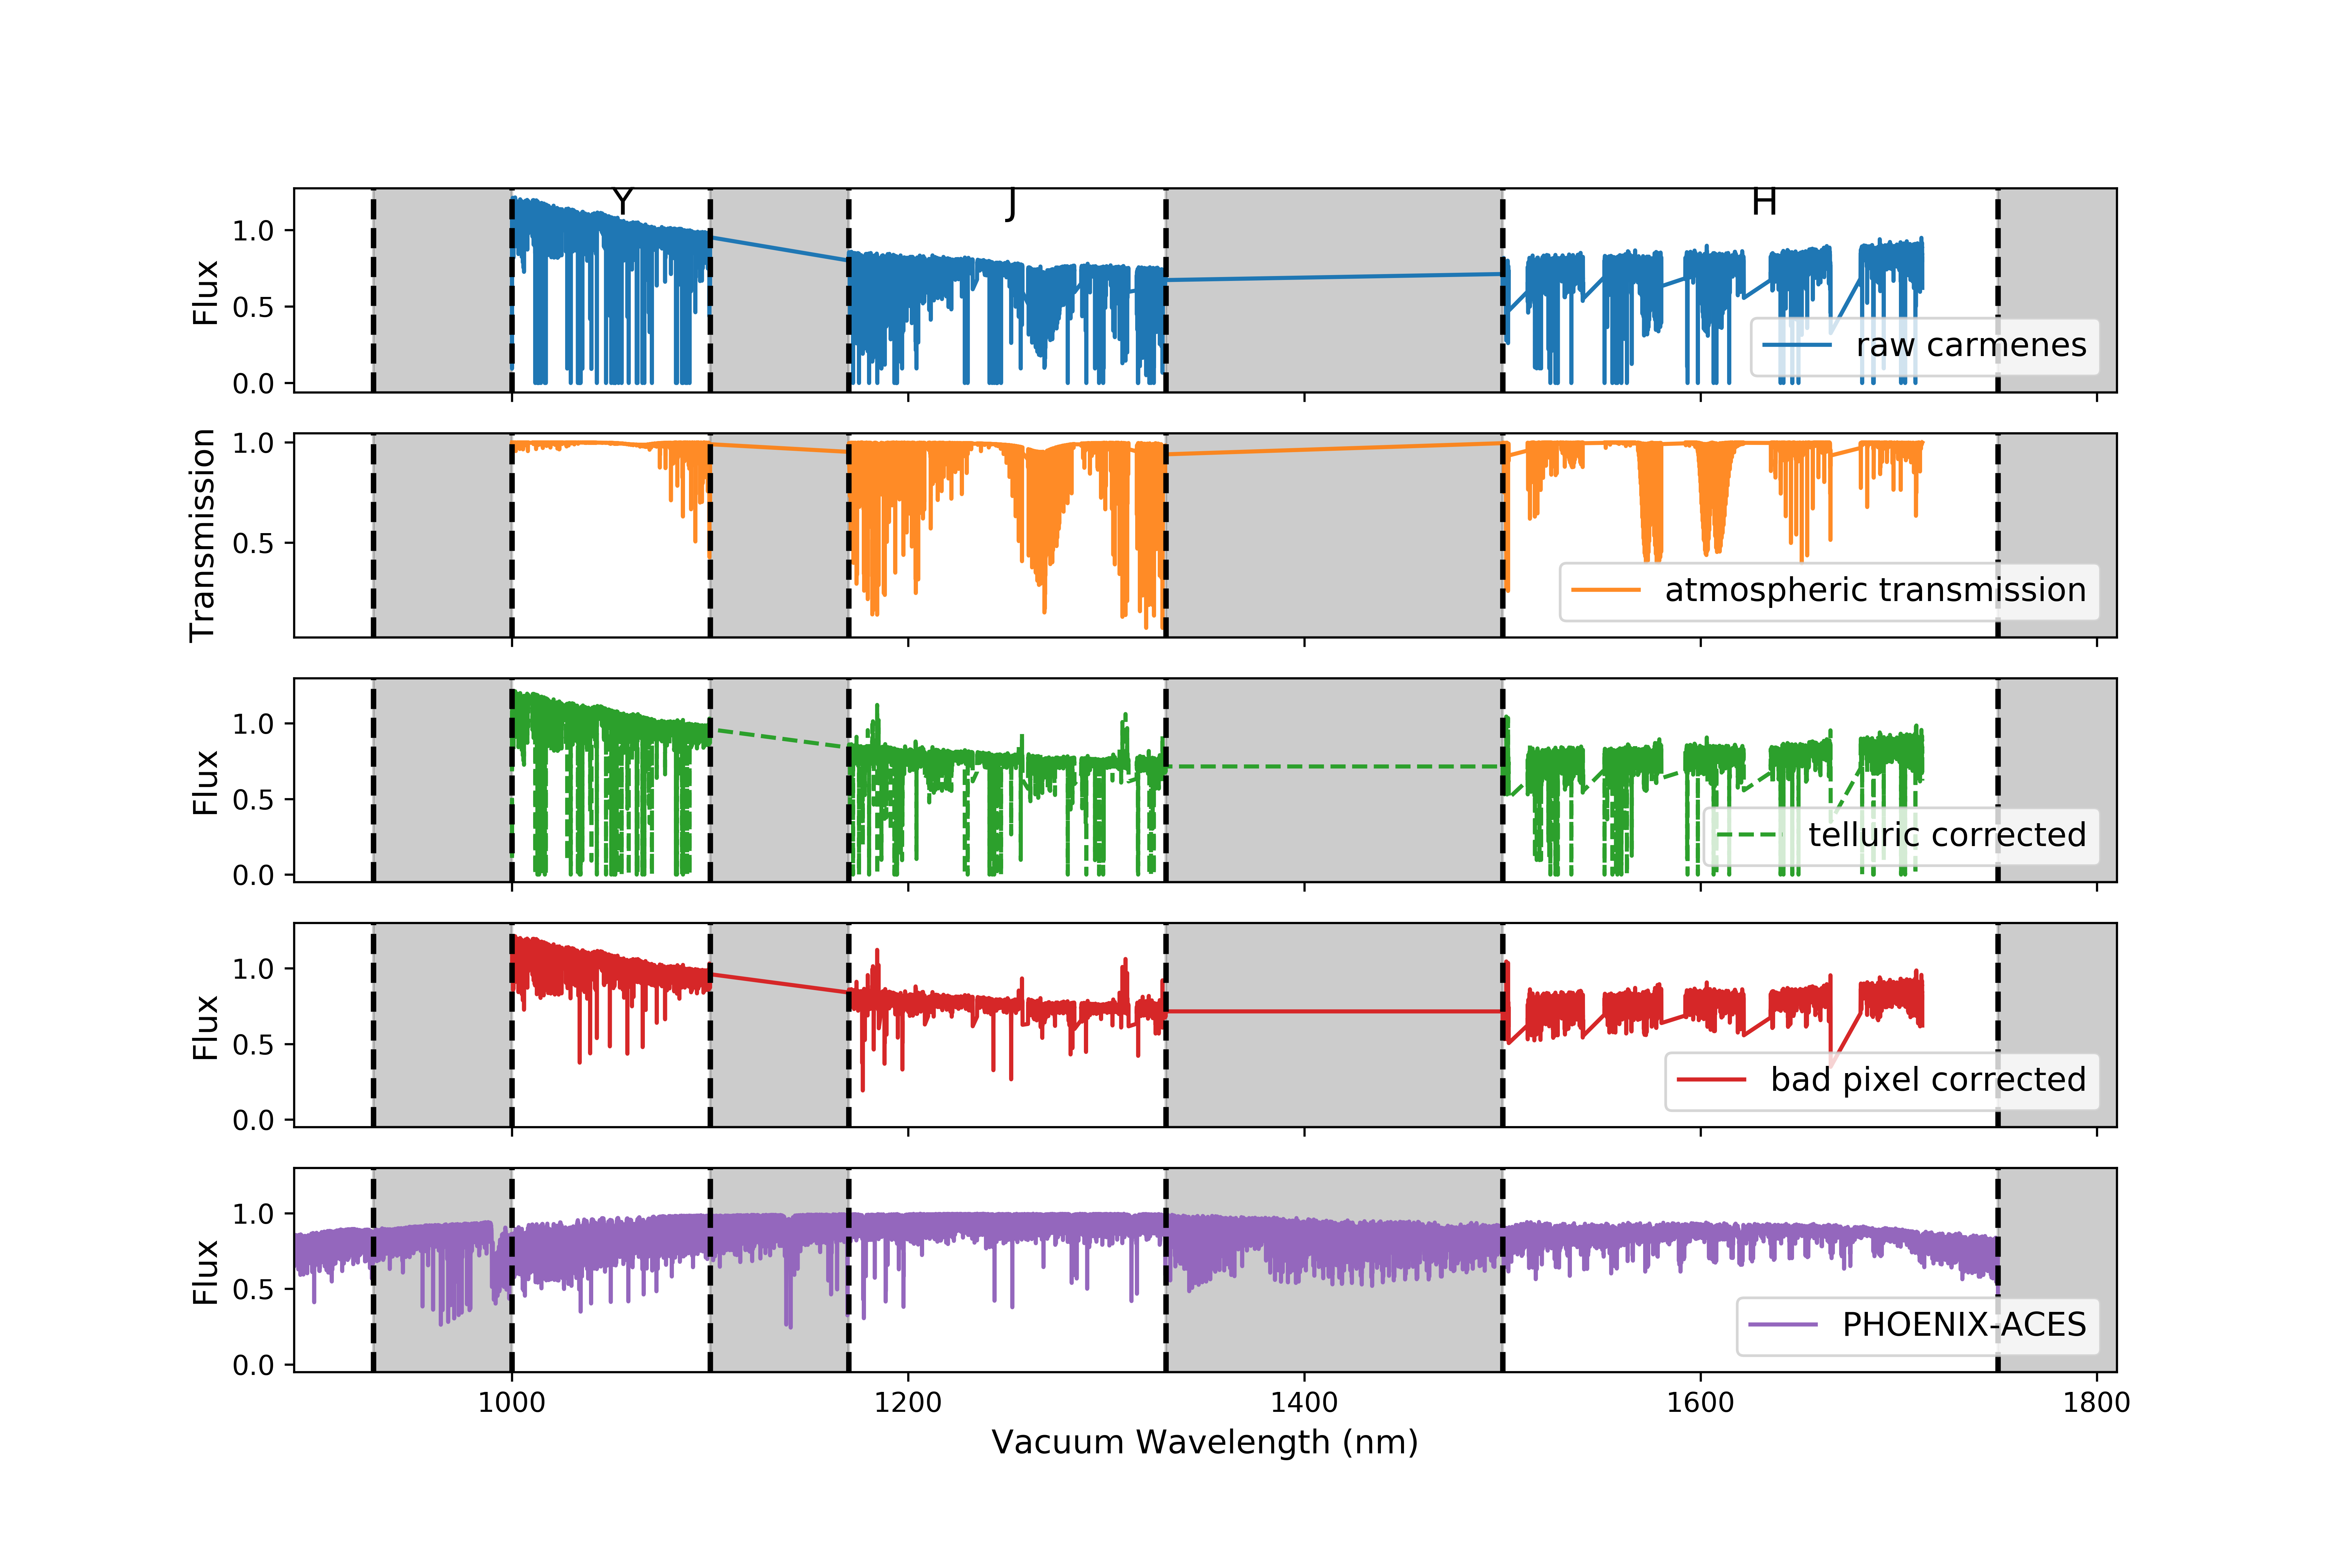 Y J H
Flux
1.0
0.5
0.0
raw carmenes
Transmission
1.0
0.5
atmospheric transmission
Flux
1.0
0.5
0.0
telluric corrected
Flux
1.0
0.5
0.0
bad pixel corrected
Flux
1.0
0.5
0.0
PHOENIX-ACES
1000 1200 1400 1600 1800
Vacuum Wavelength (nm)